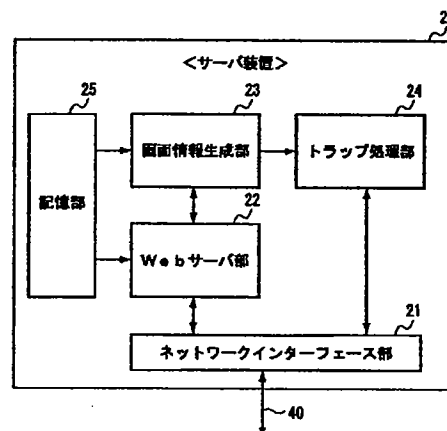 2
＜サーバ装置＞
25
23
24
記憶部
画面情報生成部
トラップ処理部
22
Ｗｅｂサーバ部
21
ネットワークインターフェース部
40